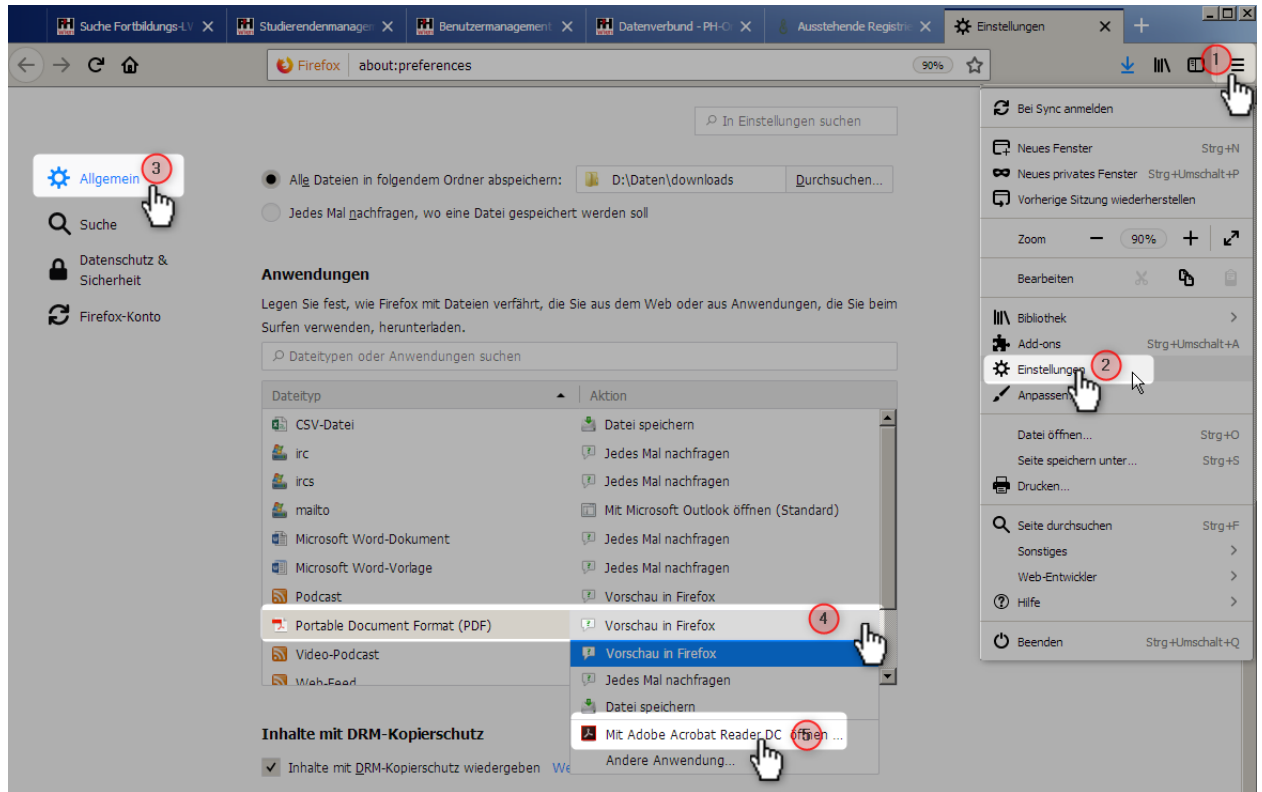 Suche Fortbildungs-LV
Studierendenmanagem
Benutzermanagement
Datenverbund - PH-O
Ausstehende Registrie
Einstellungen
Firefox
about:preferences
90%
1
In Einstellungen suchen
Allgemein
3
Suche
Datenschutz &
Sicherheit
Firefox-Konto
Alle Dateien in folgendem Ordner abspeichern:
D:\Daten\downloads
Durchsuchen...
Jedes Mal nachfragen, wo eine Datei gespeichert werden soll
Anwendungen
Legen Sie fest, wie Firefox mit Dateien verfährt, die Sie aus dem Web oder aus Anwendungen, die Sie beim
Surfen verwenden, herunterladen.
Dateitypen oder Anwendungen suchen
Dateityp
Aktion
CSV-Datei
Datei speichern
irc
Jedes Mal nachfragen
ircs
Jedes Mal nachfragen
mailto
Mit Microsoft Outlook öffnen (Standard)
Microsoft Word-Dokument
Jedes Mal nachfragen
Microsoft Word-Vorlage
Jedes Mal nachfragen
Podcast
Vorschau in Firefox
Portable Document Format (PDF)
Vorschau in Firefox
4
Video-Podcast
Vorschau in Firefox
Web-Feed
Jedes Mal nachfragen
Datei speichern
Mit Adobe Acrobat Reader DC öffnen ...
5
Andere Anwendung...
Inhalte mit DRM-Kopierschutz
Inhalte mit DRM-Kopierschutz wiedergeben We
Bei Sync anmelden
Neues Fenster Strg+N
Neues privates Fenster Strg+Umschalt+P
Vorherige Sitzung wiederherstellen
Zoom 90%
Bearbeiten
Bibliothek
Add-ons Strg+Umschalt+A
Einstellungen
2
Anpassen
Datei öffnen... Strg+O
Seite speichern unter... Strg+S
Drucken...
Seite durchsuchen Strg+F
Sonstiges
Web-Entwickler
Hilfe
Beenden Strg+Umschalt+Q